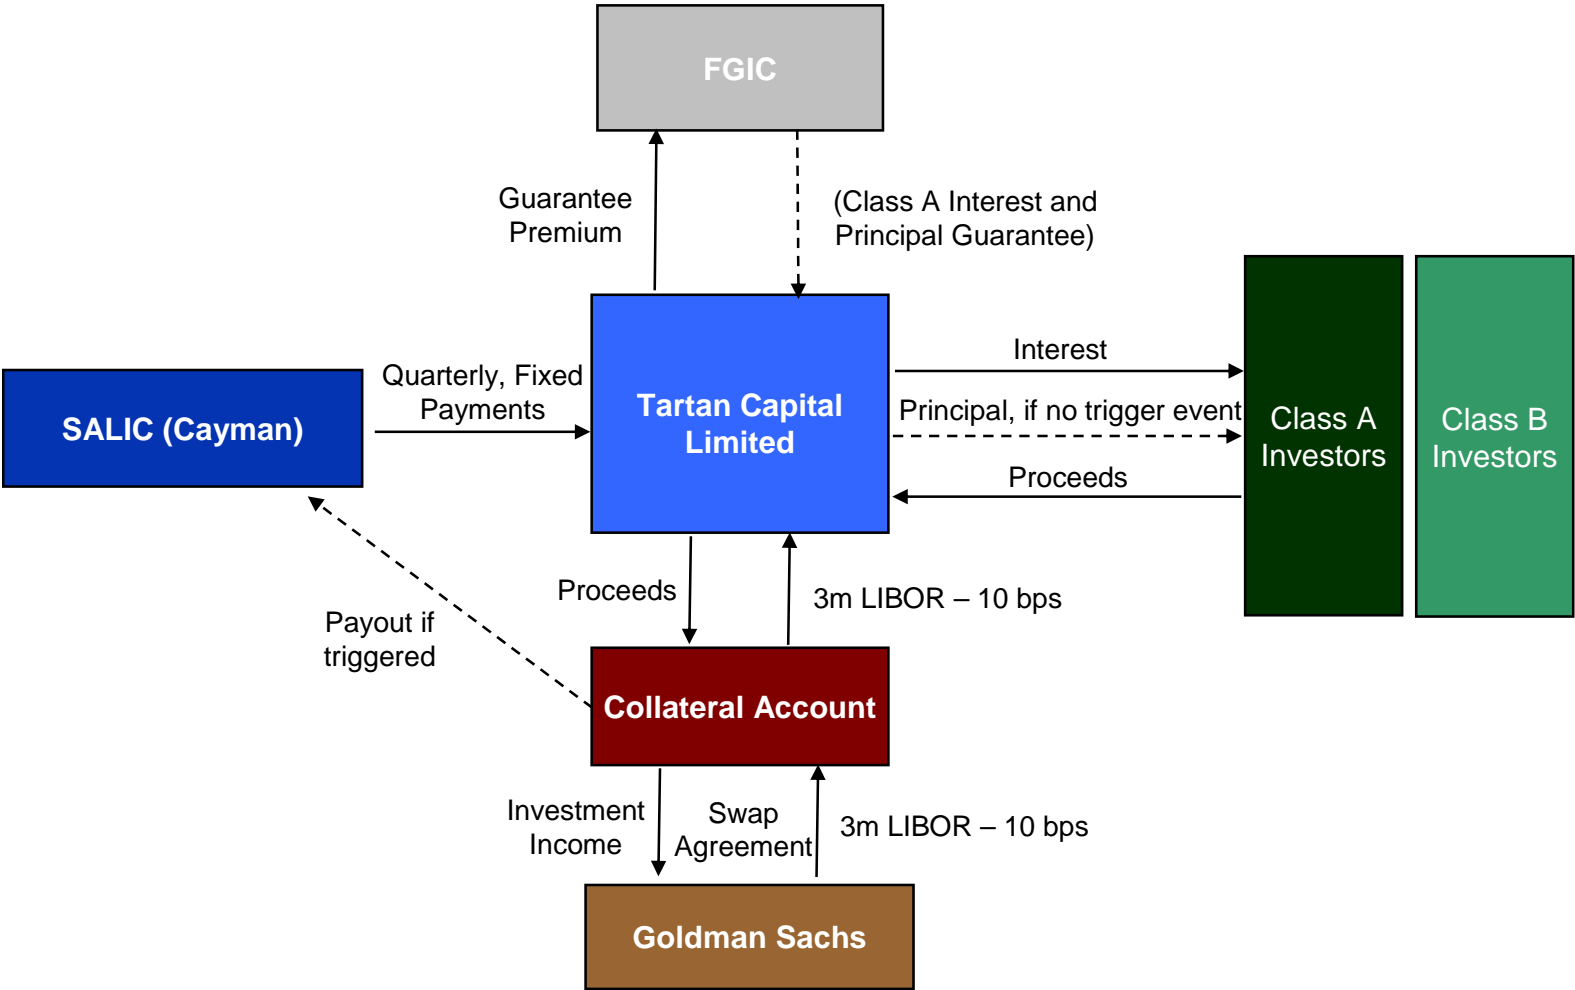 FGIC
Guarantee
Premium
(Class A Interest and
Principal Guarantee)
Interest
Quarterly, Fixed
Payments
SALIC (Cayman)
Tartan Capital
Limited
Principal, if no trigger event
Class A
Investors
Class B
Investors
Proceeds
Proceeds
3m LIBOR – 10 bps
Payout if
triggered
Collateral Account
Investment
Income
Swap
Agreement
3m LIBOR – 10 bps
Goldman Sachs